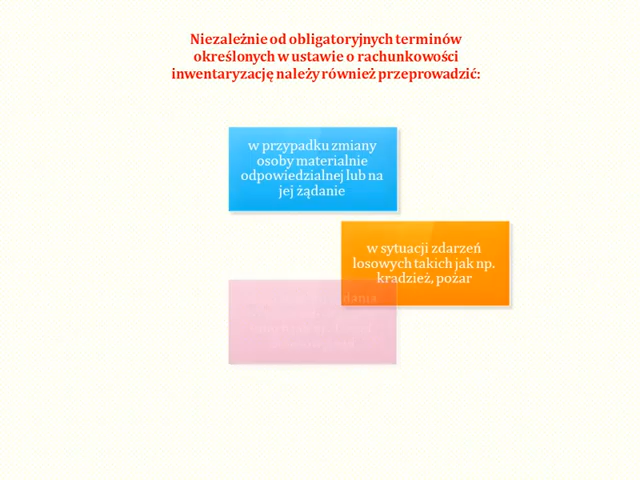 Niezależnie od obligatoryjnych terminów
określonych w ustawie o rachunkowości
inwentaryzację należy również przeprowadzić:
w przypadku zmiany
osoby materialnie
odpowiedzialnej lub na
jej żądanie
w sytuacji zdarzeń
losowych takich jak np.
kradzież, pożar